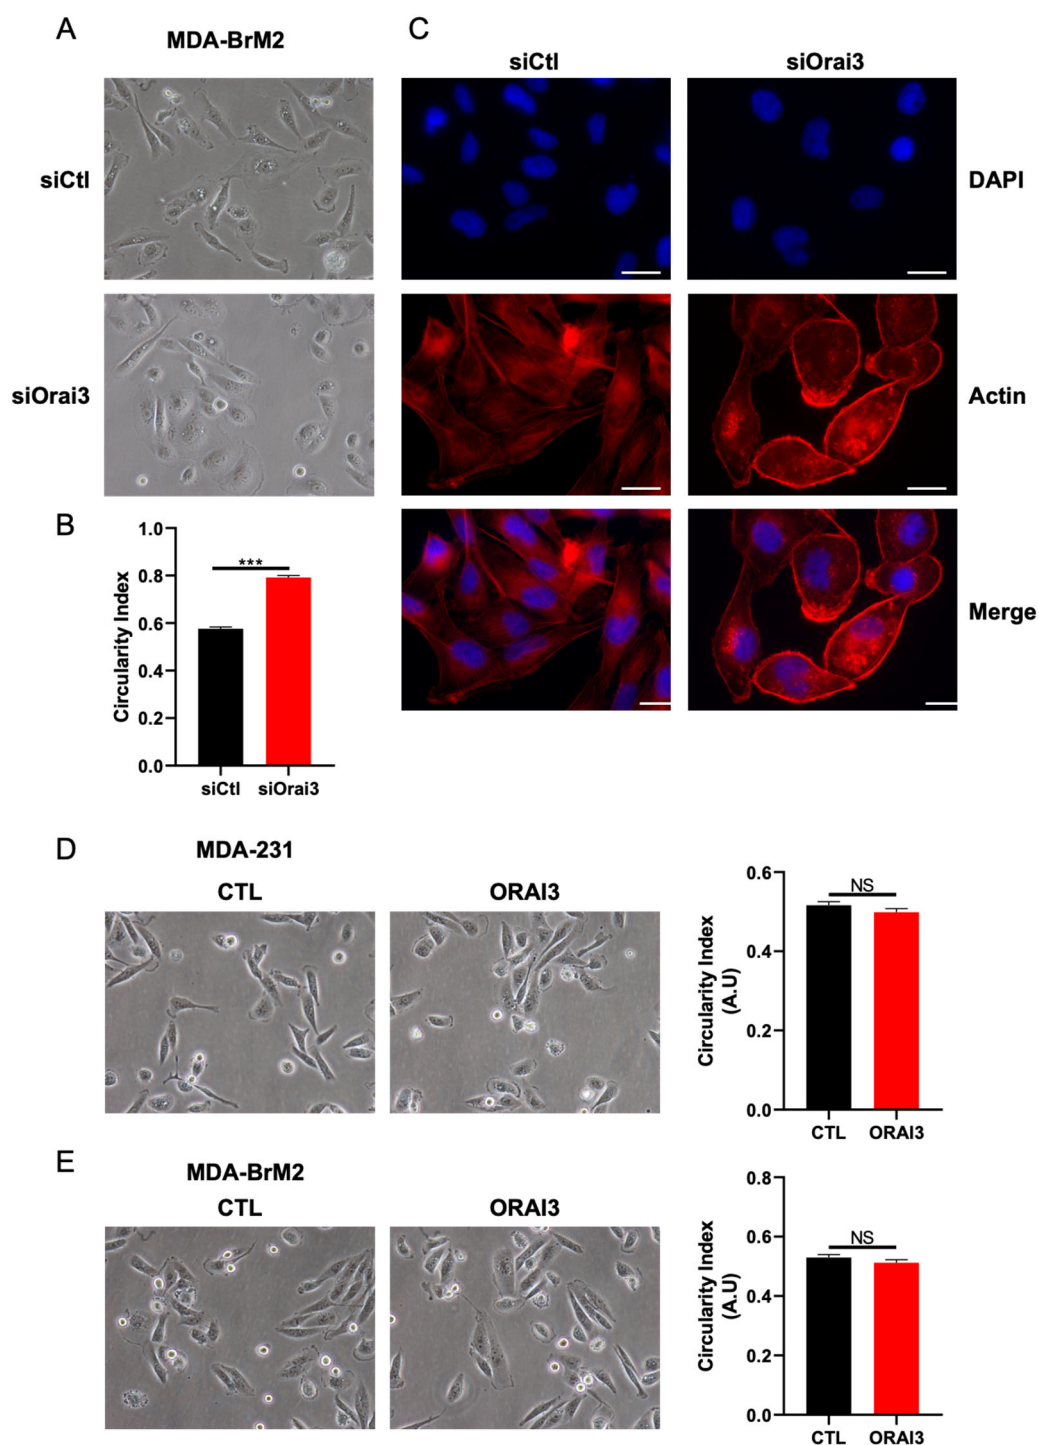 A
MDA-BrM2
siCtl
siOrai3
B
1.0
0.8
0.6
0.4
0.2
0.0
Circularity Index
***
siCtl
siOrai3
C
siCtl
siOrai3
DAPI
Actin
Merge
D
MDA-231
CTL
ORAI3
0.6
0.4
0.2
0.0
Circularity Index
(A.U)
NS
CTL
ORAI3
E
MDA-BrM2
CTL
ORAI3
0.8
0.6
0.4
0.2
0.0
Circularity Index
(A.U)
NS
CTL
ORAI3